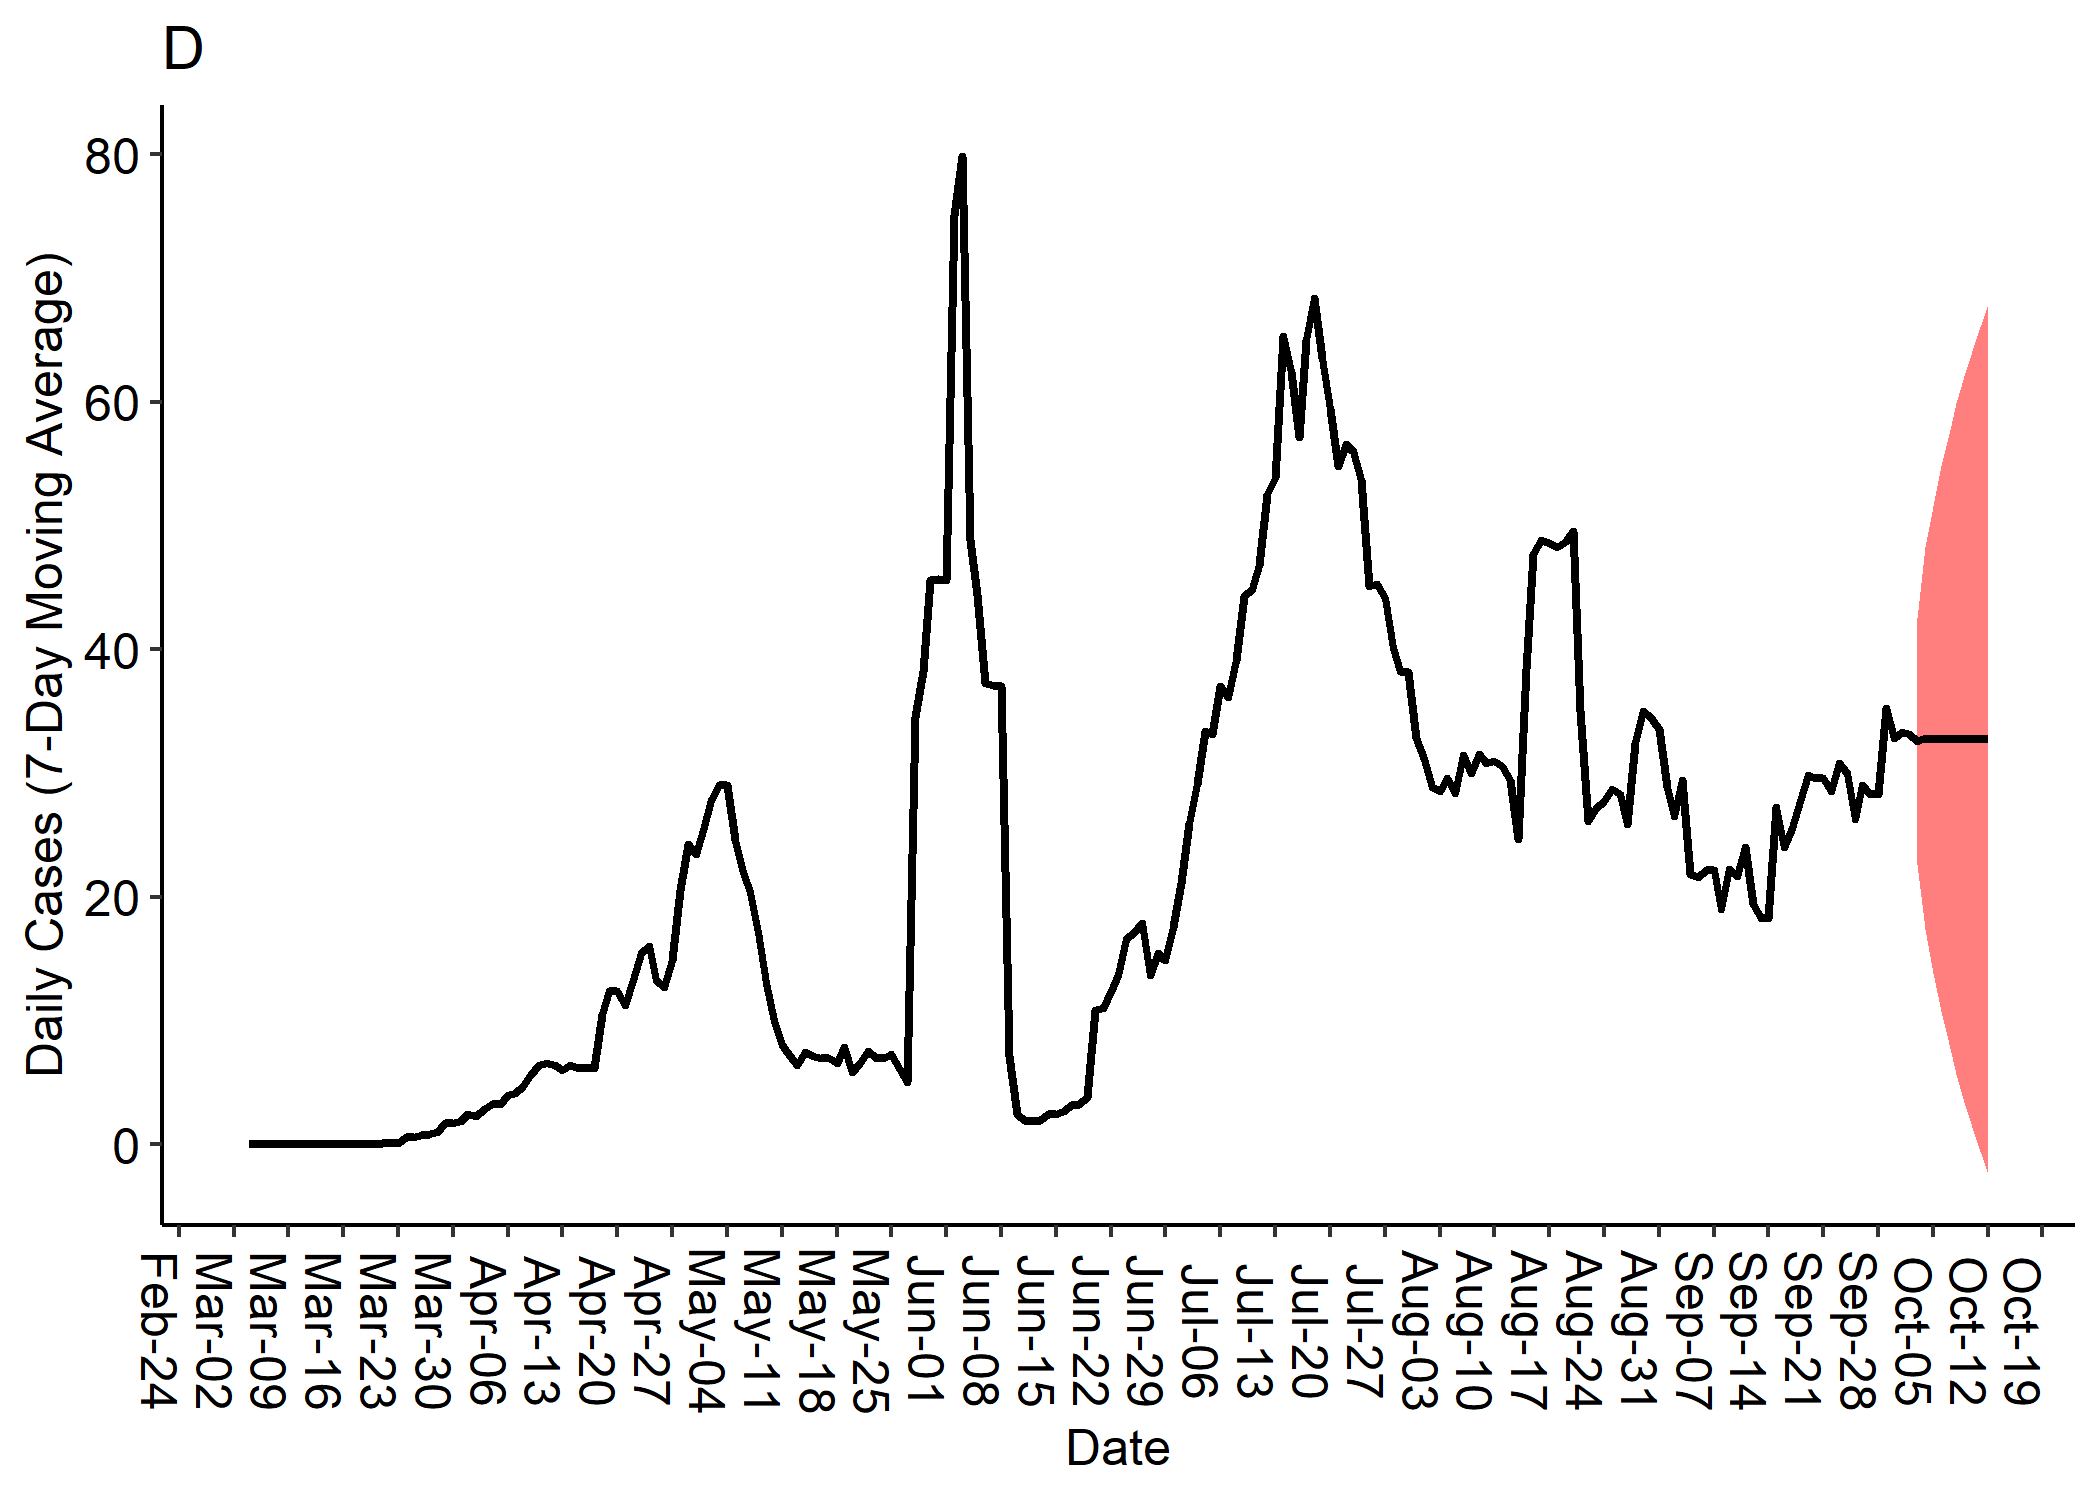 D
Daily Cases (7-Day Moving Average)
80
60
40
20
0
Feb-24
Mar-02
Mar-09
Mar-16
Mar-23
Mar-30
Apr-06
Apr-13
Apr-20
Apr-27
May-04
May-11
May-18
May-25
Jun-01
Jun-08
Jun-15
Jun-22
Jun-29
Jul-06
Jul-13
Jul-20
Jul-27
Aug-03
Aug-10
Aug-17
Aug-24
Aug-31
Sep-07
Sep-14
Sep-21
Sep-28
Oct-05
Oct-12
Oct-19
Date